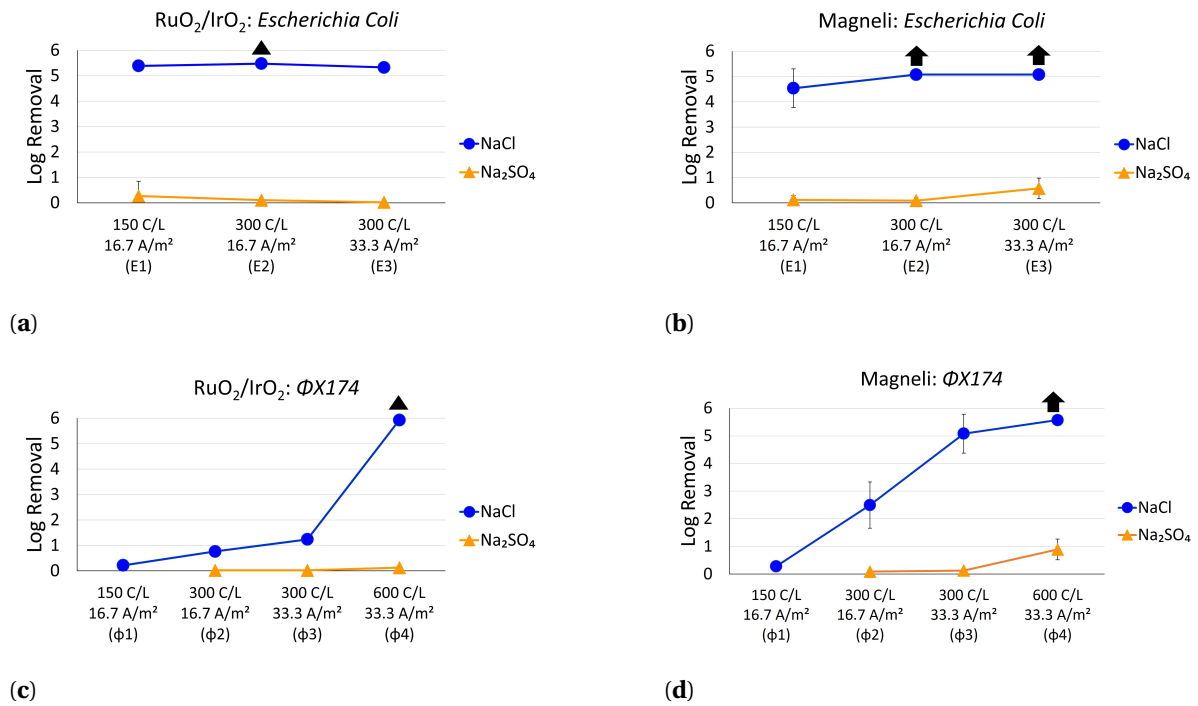 RuO₂/IrO₂: Escherichia Coli
Log Removal
6
5
4
3
2
1
0
NaCl
Na₂SO₄
150 C/L
16.7 A/m²
(E1)
300 C/L
16.7 A/m²
(E2)
300 C/L
33.3 A/m²
(E3)
(a)
Magneli: Escherichia Coli
Log Removal
6
5
4
3
2
1
0
NaCl
Na₂SO₄
150 C/L
16.7 A/m²
(E1)
300 C/L
16.7 A/m²
(E2)
300 C/L
33.3 A/m²
(E3)
(b)
RuO₂/IrO₂: ΦX174
Log Removal
6
5
4
3
2
1
0
NaCl
Na₂SO₄
150 C/L
16.7 A/m²
(ϕ1)
300 C/L
16.7 A/m²
(ϕ2)
300 C/L
33.3 A/m²
(ϕ3)
600 C/L
33.3 A/m²
(ϕ4)
(c)
Magneli: ΦX174
Log Removal
6
5
4
3
2
1
0
NaCl
Na₂SO₄
150 C/L
16.7 A/m²
(ϕ1)
300 C/L
16.7 A/m²
(ϕ2)
300 C/L
33.3 A/m²
(ϕ3)
600 C/L
33.3 A/m²
(ϕ4)
(d)